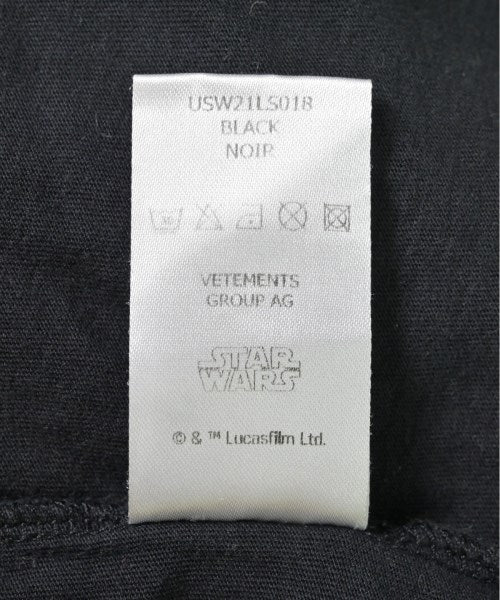 USW21LS018
BLACK
NOIR
VETEMENTS
GROUP AG
STAR
WARS
© & ™ Lucasfilm Ltd.